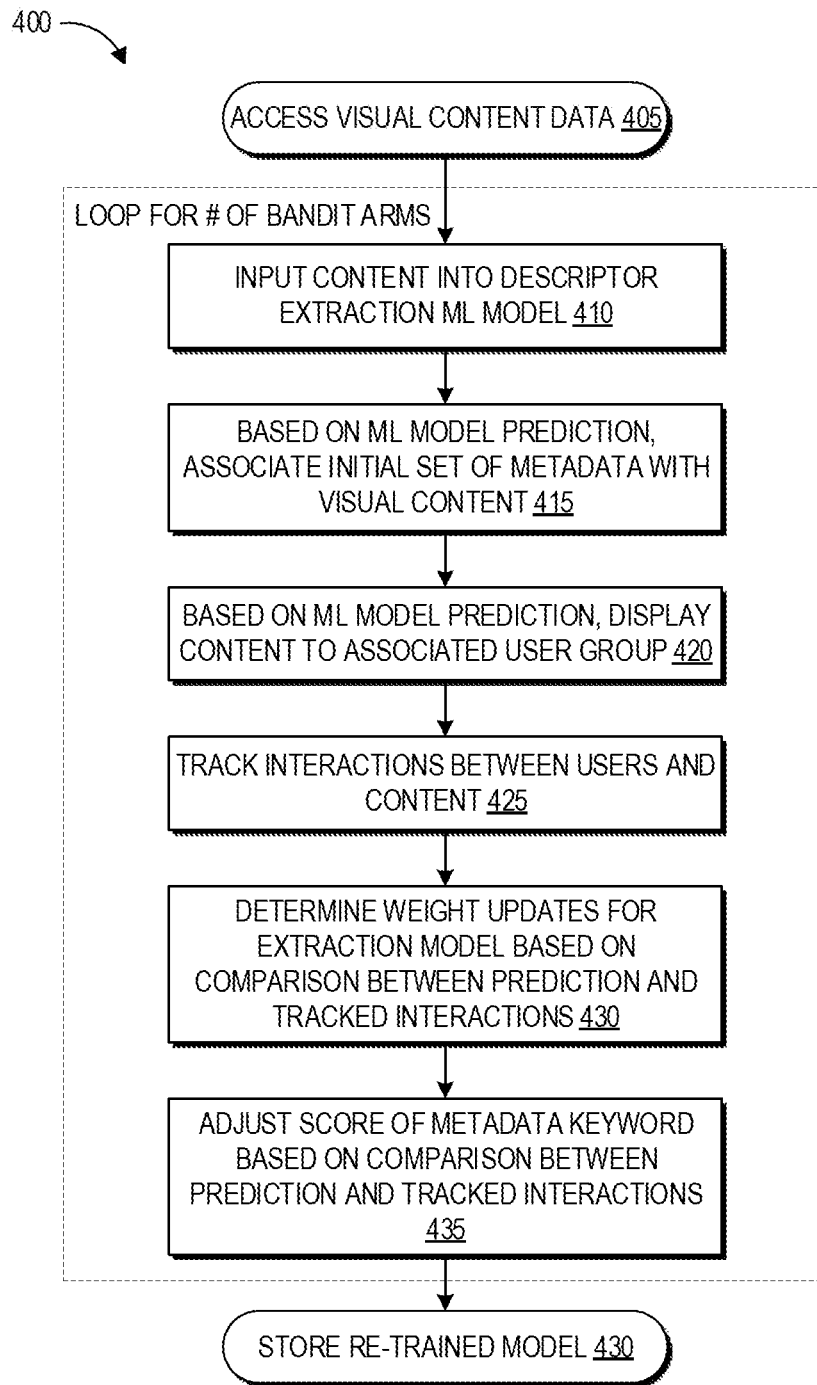 400
ACCESS VISUAL CONTENT DATA 405
LOOP FOR # OF BANDIT ARMS
INPUT CONTENT INTO DESCRIPTOR
EXTRACTION ML MODEL 410
BASED ON ML MODEL PREDICTION,
ASSOCIATE INITIAL SET OF METADATA WITH
VISUAL CONTENT 415
BASED ON ML MODEL PREDICTION, DISPLAY
CONTENT TO ASSOCIATED USER GROUP 420
TRACK INTERACTIONS BETWEEN USERS AND
CONTENT 425
DETERMINE WEIGHT UPDATES FOR
EXTRACTION MODEL BASED ON
COMPARISON BETWEEN PREDICTION AND
TRACKED INTERACTIONS 430
ADJUST SCORE OF METADATA KEYWORD
BASED ON COMPARISON BETWEEN
PREDICTION AND TRACKED INTERACTIONS
435
STORE RE-TRAINED MODEL 430